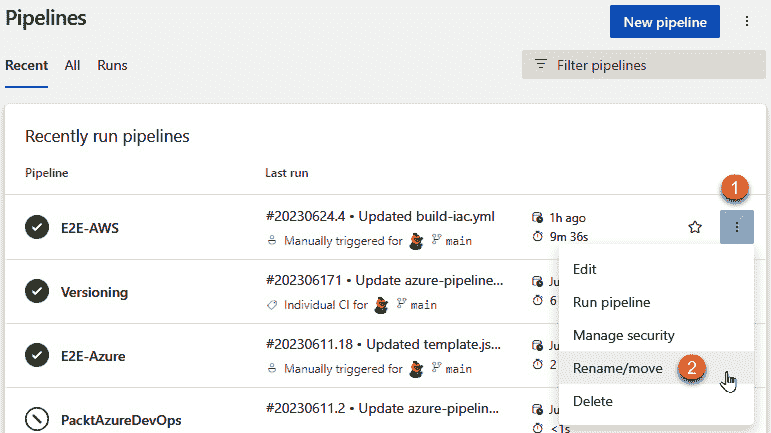 Pipelines
New pipeline
Recent All Runs
Filter pipelines
Recently run pipelines
Pipeline Last run
1
E2E-AWS
#20230624.4 • Updated build-iac.yml
Manually triggered for main
1h ago
9m 36s
Versioning
#202306171 • Update azure-pipeline...
Individual CI for main
Ju
6
E2E-Azure
#20230611.18 • Updated template.js...
Manually triggered for main
Ju
2
PacktAzureDevOps
#20230611.2 • Update azure-pipelin...
Ju
<1s
Edit
Run pipeline
Manage security
Rename/move 2
Delete